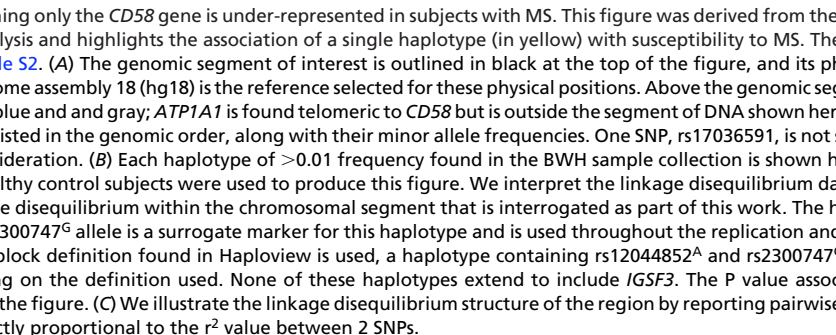 ning only the CD58 gene is under-represented in subjects with MS. This figure was derived from the
lysis and highlights the association of a single haplotype (in yellow) with susceptibility to MS. The
le S2. (A) The genomic segment of interest is outlined in black at the top of the figure, and its ph
ome assembly 18 (hg18) is the reference selected for these physical positions. Above the genomic seg
blue and and gray; ATP1A1 is found telomeric to CD58 but is outside the segment of DNA shown her
isted in the genomic order, along with their minor allele frequencies. One SNP, rs17036591, is not s
ideration. (B) Each haplotype of >0.01 frequency found in the BWH sample collection is shown h
lthy control subjects were used to produce this figure. We interpret the linkage disequilibrium da
e disequilibrium within the chromosomal segment that is interrogated as part of this work. The h
300747ᴳ allele is a surrogate marker for this haplotype and is used throughout the replication and
block definition found in Haploview is used, a haplotype containing rs12044852ᴬ and rs2300747
ng on the definition used. None of these haplotypes extend to include IGSF3. The P value assoc
the figure. (C) We illustrate the linkage disequilibrium structure of the region by reporting pairwise
ctly proportional to the r² value between 2 SNPs.